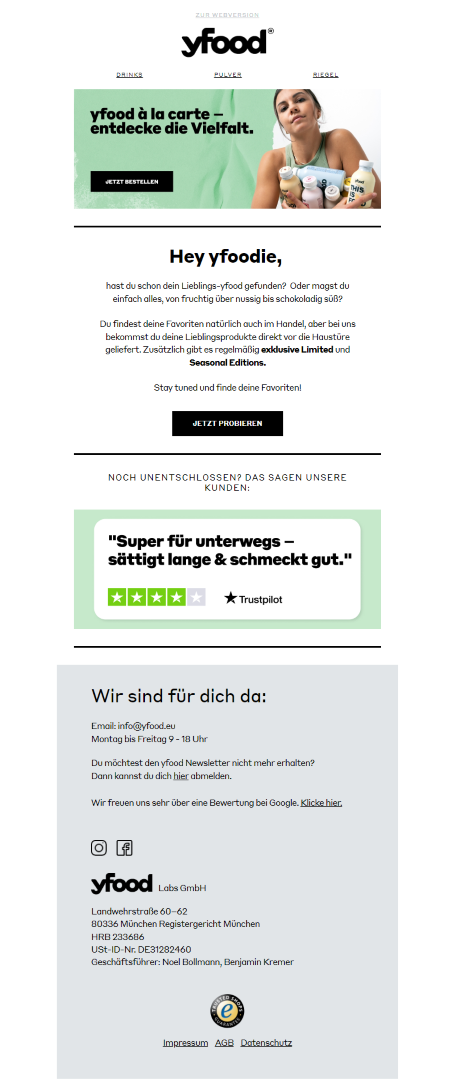 ZUR WEBVERSION
yfood®
DRINKS PULVER RIEGEL
yfood à la carte –
entdecke die Vielfalt.
JETZT BESTELLEN
yfood
THIS IS
Hey yfoodie,
hast du schon dein Lieblings-yfood gefunden? Oder magst du
einfach alles, von fruchtig über nussig bis schokoladig süß?
Du findest deine Favoriten natürlich auch im Handel, aber bei uns
bekommst du deine Lieblingsprodukte direkt vor die Haustüre
geliefert. Zusätzlich gibt es regelmäßig exklusive Limited und
Seasonal Editions.
Stay tuned und finde deine Favoriten!
JETZT PROBIEREN
NOCH UNENTSCHLOSSEN? DAS SAGEN UNSERE
KUNDEN:
"Super für unterwegs –
sättigt lange & schmeckt gut."
Trustpilot
Wir sind für dich da:
Email: info@yfood.eu
Montag bis Freitag 9 - 18 Uhr
Du möchtest den yfood Newsletter nicht mehr erhalten?
Dann kannst du dich hier abmelden.
Wir freuen uns sehr über eine Bewertung bei Google. Klicke hier.
yfood Labs GmbH
Landwehrstraße 60–62
80336 München Registergericht München
HRB 233686
USt-ID-Nr. DE31282460
Geschäftsführer: Noel Bollmann, Benjamin Kremer
TRUSTED SHOPS
GUARANTEE
Impressum AGB Datenschutz